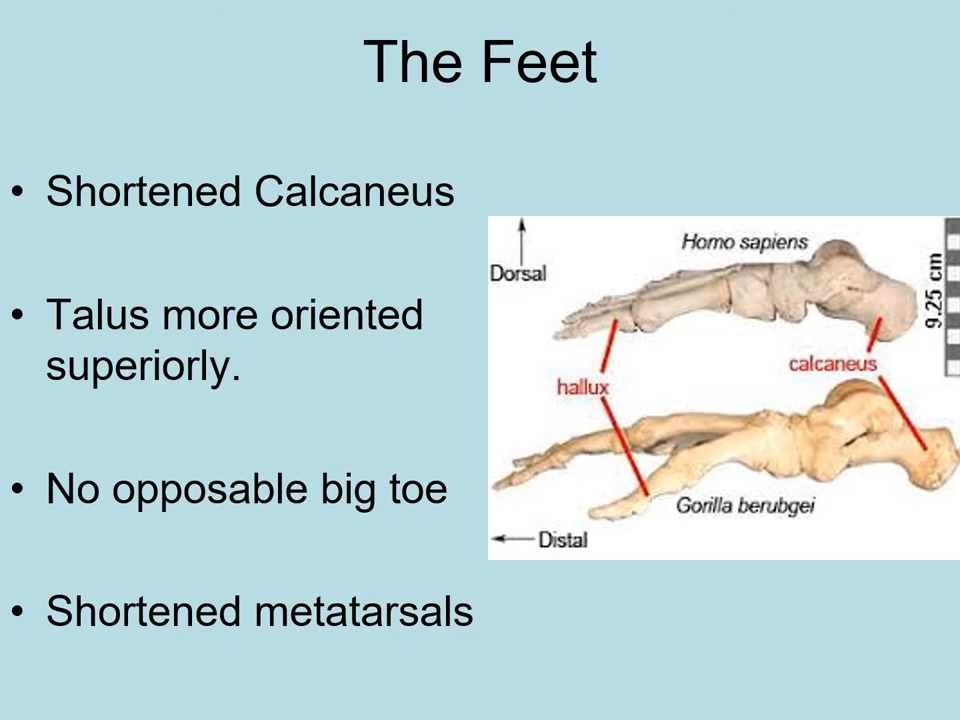 The Feet
• Shortened Calcaneus
• Talus more oriented
superiorly.
• No opposable big toe
• Shortened metatarsals
Homo sapiens
Dorsal
9.25 cm
calcaneus
hallux
Gorilla berubgei
Distal